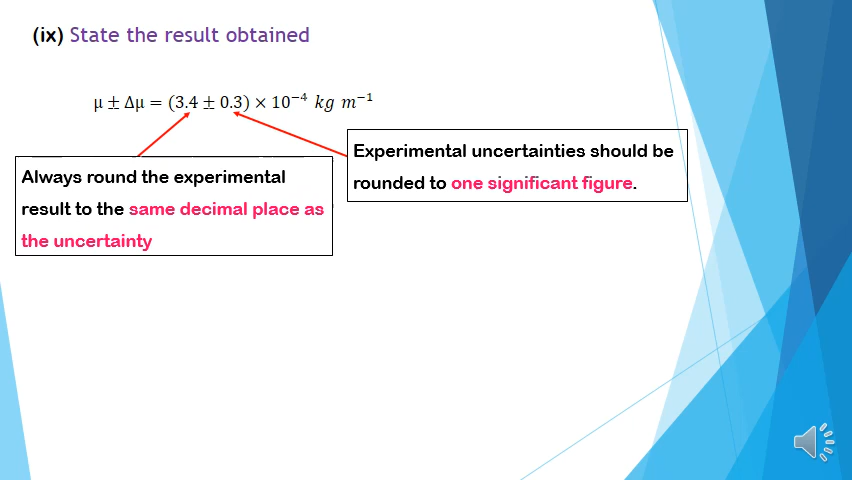 (ix) State the result obtained
μ ± Δμ = (3.4 ± 0.3) × 10⁻⁴ kg m⁻¹
Experimental uncertainties should be
rounded to one significant figure.
Always round the experimental
result to the same decimal place as
the uncertainty